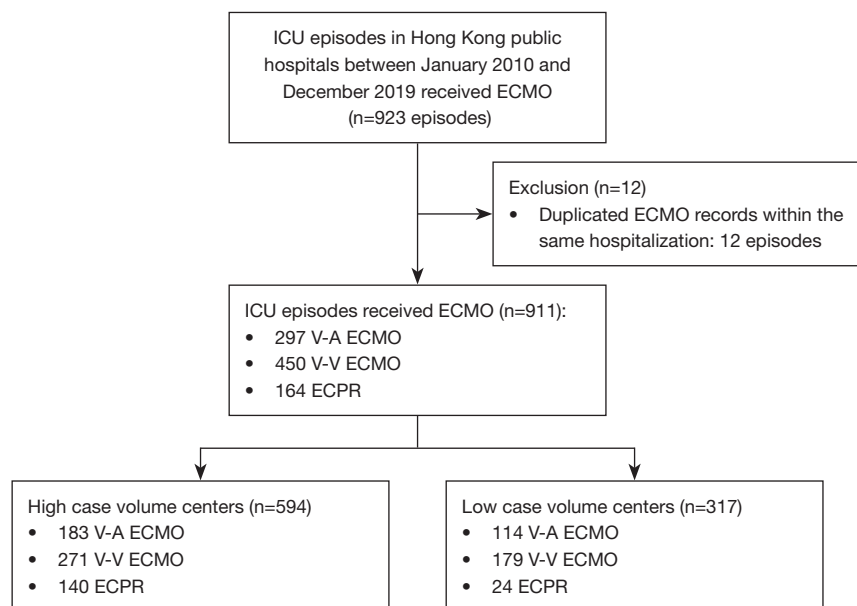 ICU episodes in Hong Kong public
hospitals between January 2010 and
December 2019 received ECMO
(n=923 episodes)
Exclusion (n=12)
• Duplicated ECMO records within the
same hospitalization: 12 episodes
ICU episodes received ECMO (n=911):
• 297 V-A ECMO
• 450 V-V ECMO
• 164 ECPR
High case volume centers (n=594)
• 183 V-A ECMO
• 271 V-V ECMO
• 140 ECPR
Low case volume centers (n=317)
• 114 V-A ECMO
• 179 V-V ECMO
• 24 ECPR